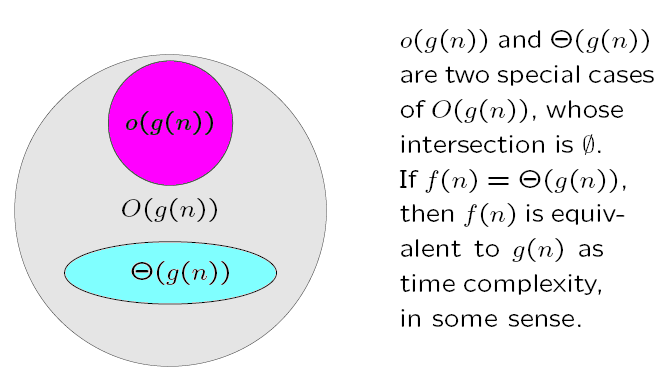 o(g(n))
O(g(n))
Θ(g(n))
o(g(n)) and Θ(g(n))
are two special cases
of O(g(n)), whose
intersection is ∅.
If f(n) = Θ(g(n)),
then f(n) is equiv-
alent to g(n) as
time complexity,
in some sense.